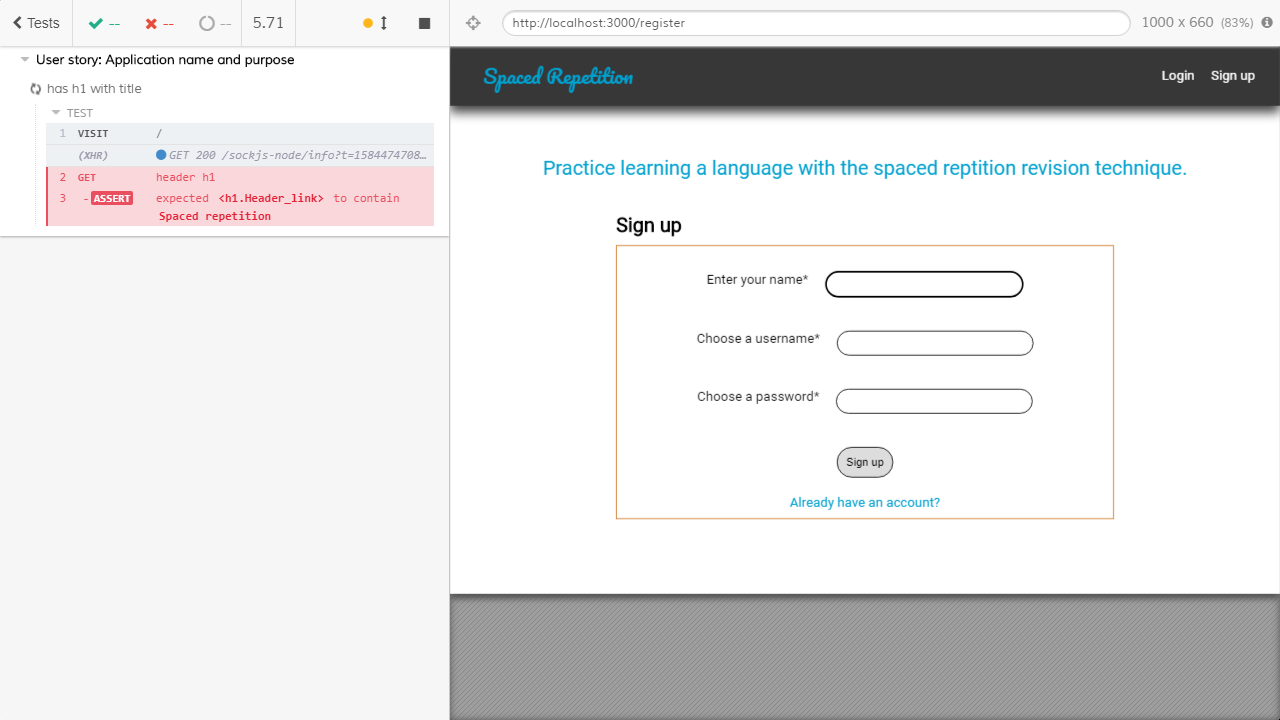 Tests
--
--
--
5.71
http://localhost:3000/register
1000 x 660 (83%)
User story: Application name and purpose
has h1 with title
TEST
1 VISIT /
(XHR) GET 200 /sockjs-node/info?t=1584474708…
2 GET header h1
3 -ASSERT expected <h1.Header_link> to contain
Spaced repetition
Spaced Repetition
Login
Sign up
Practice learning a language with the spaced reptition revision technique.
Sign up
Enter your name*
Choose a username*
Choose a password*
Sign up
Already have an account?